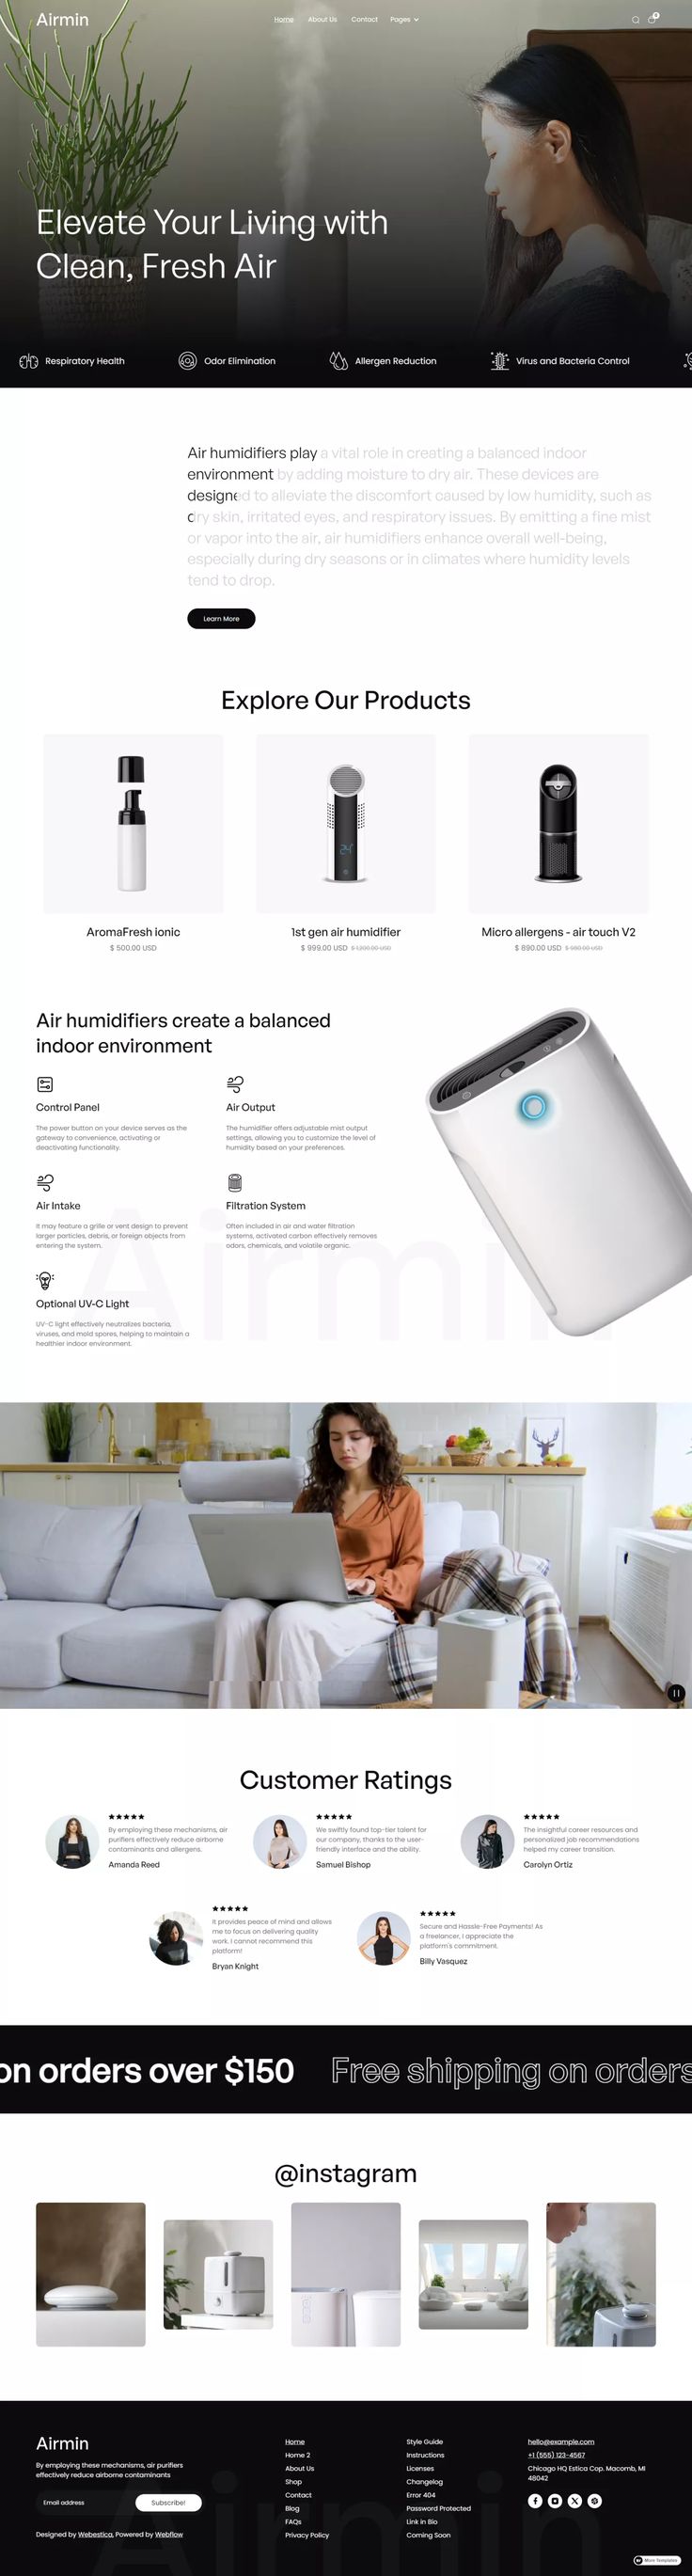 Airmin
Home About Us Contact Pages
0
Elevate Your Living with
Clean, Fresh Air
Respiratory Health Odor Elimination Allergen Reduction Virus and Bacteria Control
Air humidifiers play a vital role in creating a balanced indoor
environment by adding moisture to dry air. These devices are
designed to alleviate the discomfort caused by low humidity, such as
dry skin, irritated eyes, and respiratory issues. By emitting a fine mist
or vapor into the air, air humidifiers enhance overall well-being,
especially during dry seasons or in climates where humidity levels
tend to drop.
Learn More
Explore Our Products
AromaFresh ionic
$ 500.00 USD
24°
1st gen air humidifier
$ 999.00 USD $ 1,200.00 USD
Micro allergens - air touch V2
$ 890.00 USD $ 980.00 USD
Air humidifiers create a balanced
indoor environment
Control Panel
The power button on your device serves as the
gateway to convenience, activating or
deactivating functionality.
Air Output
The humidifier offers adjustable mist output
settings, allowing you to customize the level of
humidity based on your preferences.
Air Intake
It may feature a grille or vent design to prevent
larger particles, debris, or foreign objects from
entering the system.
Filtration System
Often included in air and water filtration
systems, activated carbon effectively removes
odors, chemicals, and volatile organic.
Optional UV-C Light
UV-C light effectively neutralizes bacteria,
viruses, and mold spores, helping to maintain a
healthier indoor environment.
Airmin
Customer Ratings
By employing these mechanisms, air
purifiers effectively reduce airborne
contaminants and allergens.
Amanda Reed
We swiftly found top-tier talent for
our company, thanks to the user-
friendly interface and the ability.
Samuel Bishop
The insightful career resources and
personalized job recommendations
helped my career transition.
Carolyn Ortiz
It provides peace of mind and allows
me to focus on delivering quality
work. I cannot recommend this
platform!
Bryan Knight
Secure and Hassle-Free Payments! As
a freelancer, I appreciate the
platform's commitment.
Billy Vasquez
on orders over $150 Free shipping on orders
@instagram
Airmin
By employing these mechanisms, air purifiers
effectively reduce airborne contaminants
Email address Subscribe!
Designed by Webestica, Powered by Webflow
Home
Home 2
About Us
Shop
Contact
Blog
FAQs
Privacy Policy
Style Guide
Instructions
Licenses
Changelog
Error 404
Password Protected
Link in Bio
Coming Soon
hello@example.com
+1 (555) 123-4567
Chicago HQ Estica Cop. Macomb, MI
48042
Airmin
More Templates